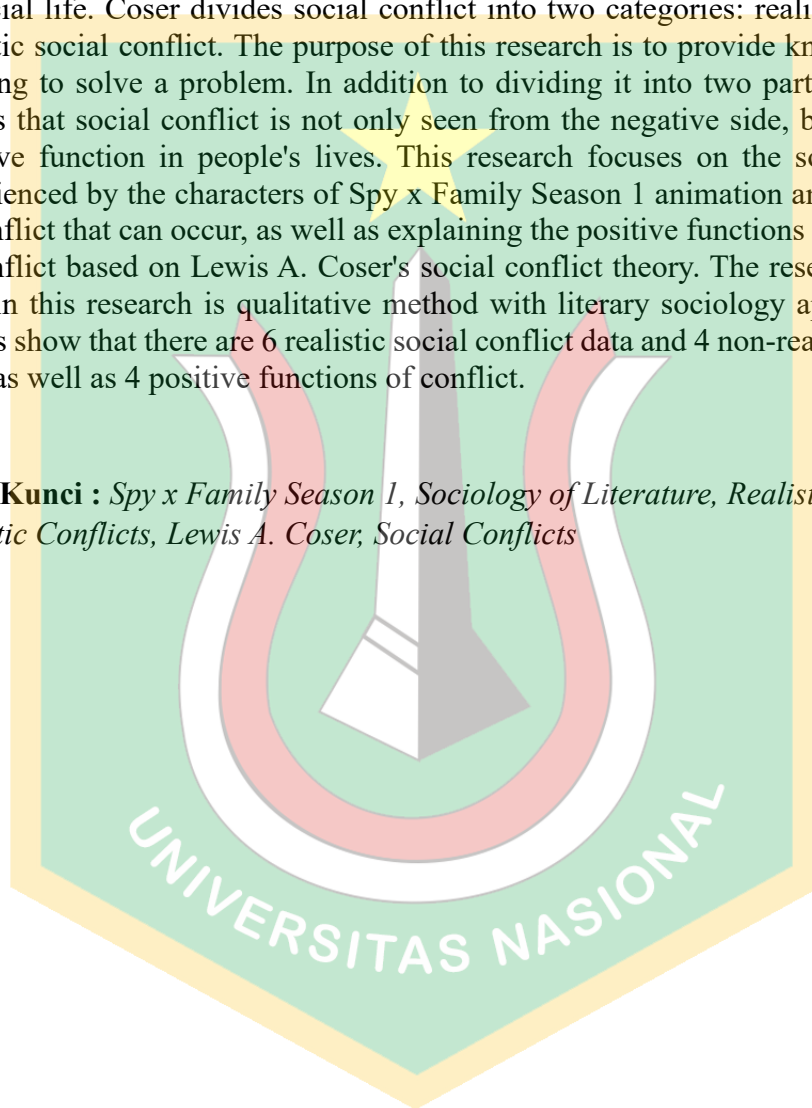 cial life. Coser divides social conflict into two categories: reali
tic social conflict. The purpose of this research is to provide kn
ng to solve a problem. In addition to dividing it into two part
s that social conflict is not only seen from the negative side, b
ve function in people's lives. This research focuses on the so
ienced by the characters of Spy x Family Season 1 animation an
nflict that can occur, as well as explaining the positive functions
nflict based on Lewis A. Coser's social conflict theory. The rese
in this research is qualitative method with literary sociology a
s show that there are 6 realistic social conflict data and 4 non-rea
as well as 4 positive functions of conflict.
Kunci : Spy x Family Season 1, Sociology of Literature, Realist
tic Conflicts, Lewis A. Coser, Social Conflicts
UNIVERSITAS NASIONAL